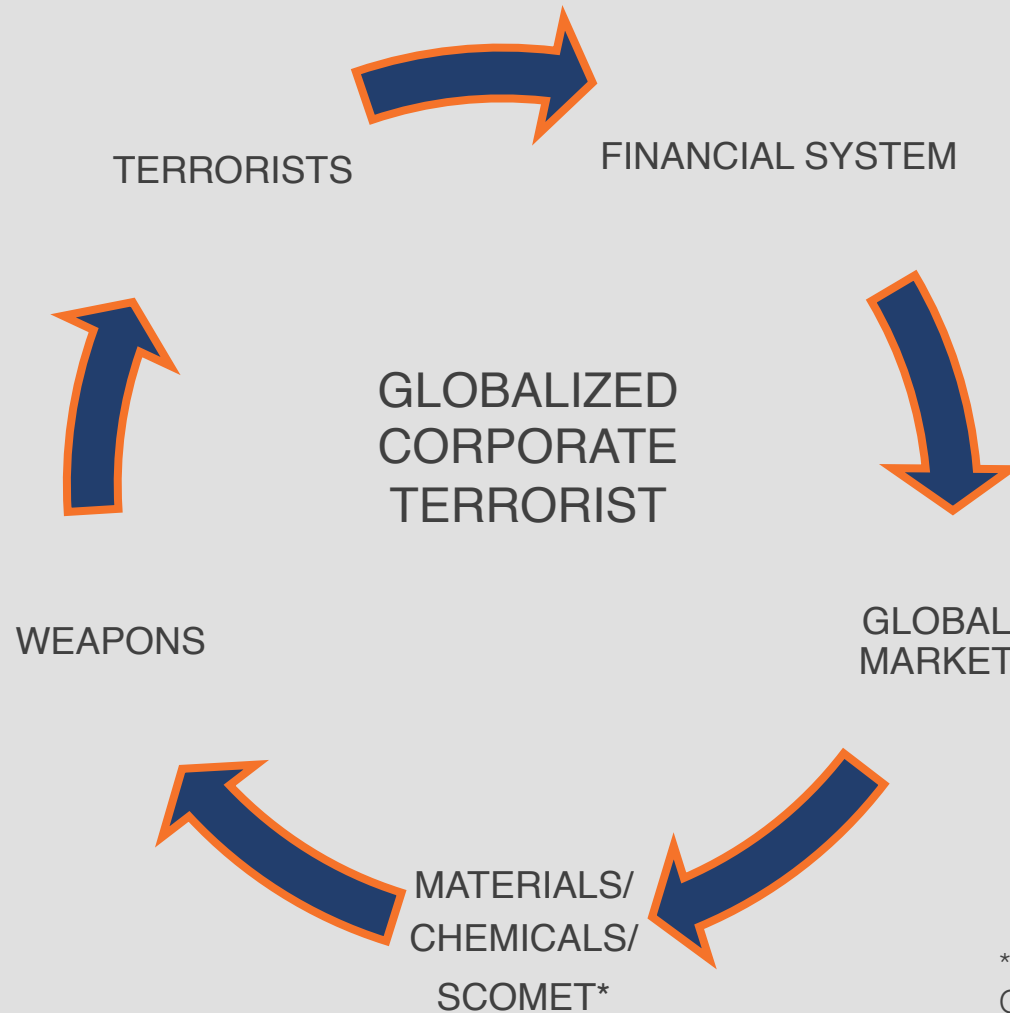 TERRORISTS
FINANCIAL SYSTEM
GLOBALIZED
CORPORATE
TERRORIST
WEAPONS
GLOBAL
MARKET
MATERIALS/
CHEMICALS/
SCOMET*
*